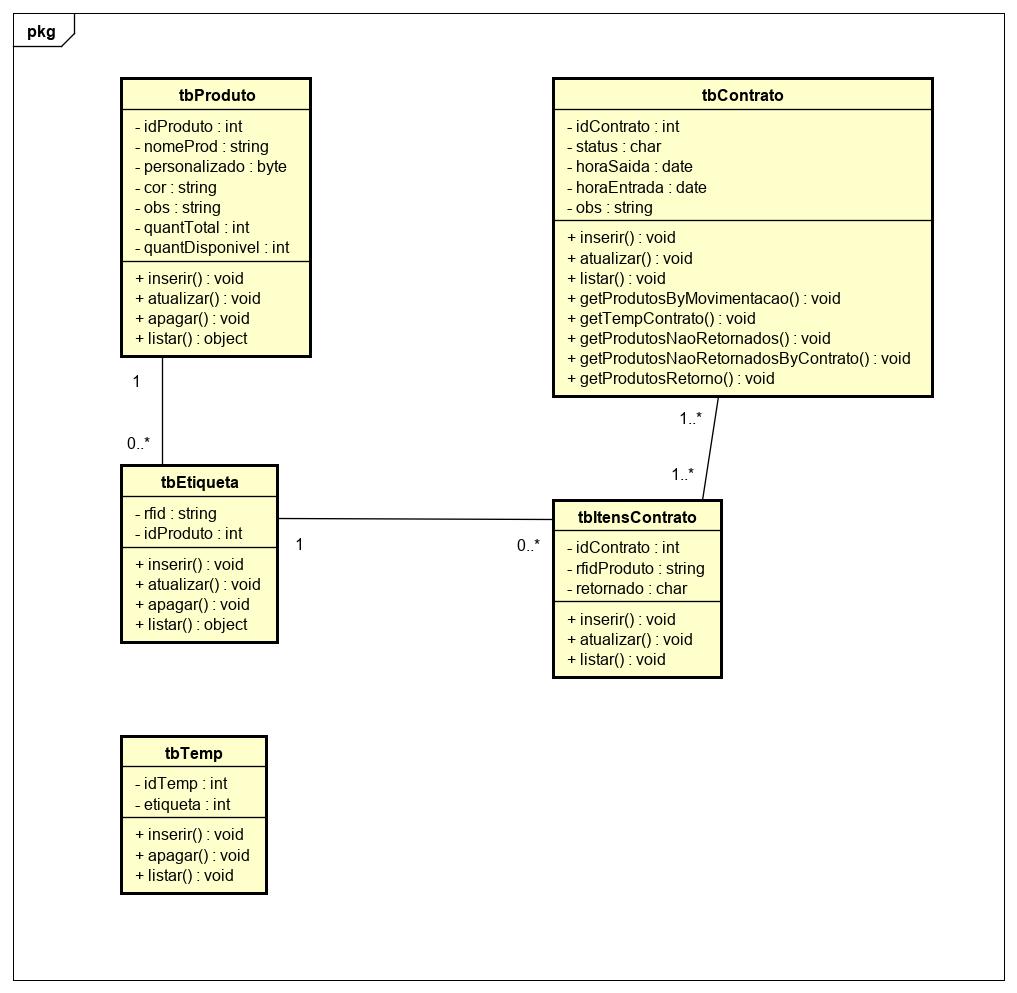 pkg
tbProduto
- idProduto : int
- nomeProd : string
- personalizado : byte
- cor : string
- obs : string
- quantTotal : int
- quantDisponivel : int
+ inserir() : void
+ atualizar() : void
+ apagar() : void
+ listar() : object
tbContrato
- idContrato : int
- status : char
- horaSaida : date
- horaEntrada : date
- obs : string
+ inserir() : void
+ atualizar() : void
+ listar() : void
+ getProdutosByMovimentacao() : void
+ getTempContrato() : void
+ getProdutosNaoRetornados() : void
+ getProdutosNaoRetornadosByContrato() : void
+ getProdutosRetorno() : void
1
0..*
1..*
1..*
tbEtiqueta
- rfid : string
- idProduto : int
+ inserir() : void
+ atualizar() : void
+ apagar() : void
+ listar() : object
1
0..*
tbItensContrato
- idContrato : int
- rfidProduto : string
- retornado : char
+ inserir() : void
+ atualizar() : void
+ listar() : void
tbTemp
- idTemp : int
- etiqueta : int
+ inserir() : void
+ apagar() : void
+ listar() : void